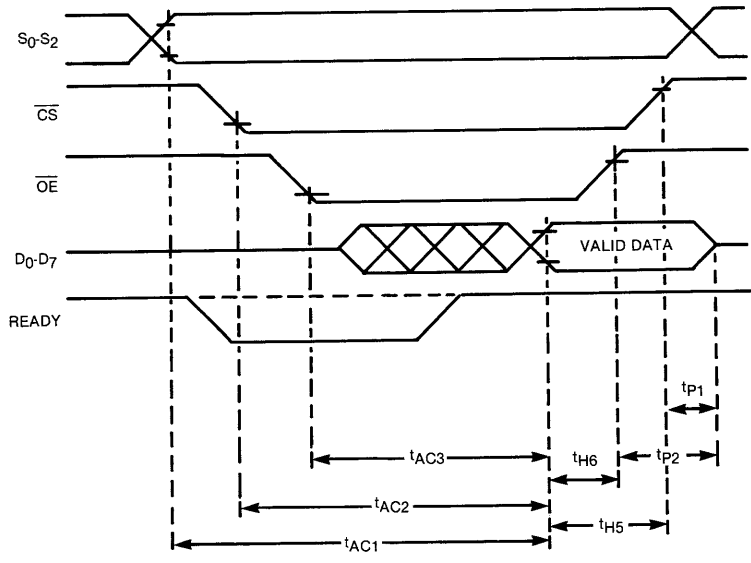 S0-S2
CS
OE
D0-D7
VALID DATA
READY
tP1
tAC3
tH6
tP2
tAC2
tH5
tAC1